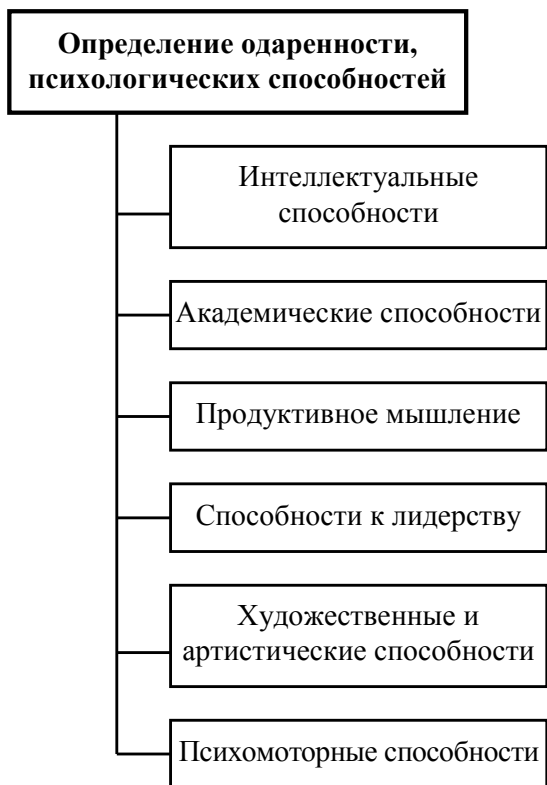 Определение одаренности,
психологических способностей
Интеллектуальные
способности
Академические способности
Продуктивное мышление
Способности к лидерству
Художественные и
артистические способности
Психомоторные способности